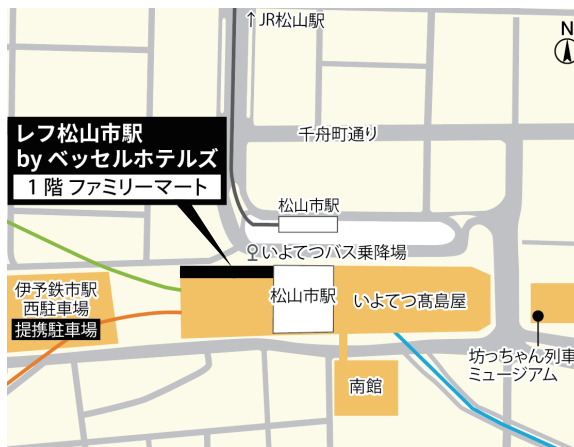 ↑JR松山駅
N
千舟町通り
レフ松山市駅
by ベッセルホテルズ
1階 ファミリーマート
松山市駅
いよてつバス乗降場
伊予鉄市駅
西駐車場
提携駐車場
松山市駅
いよてつ髙島屋
坊っちゃん列車
ミュージアム
南館